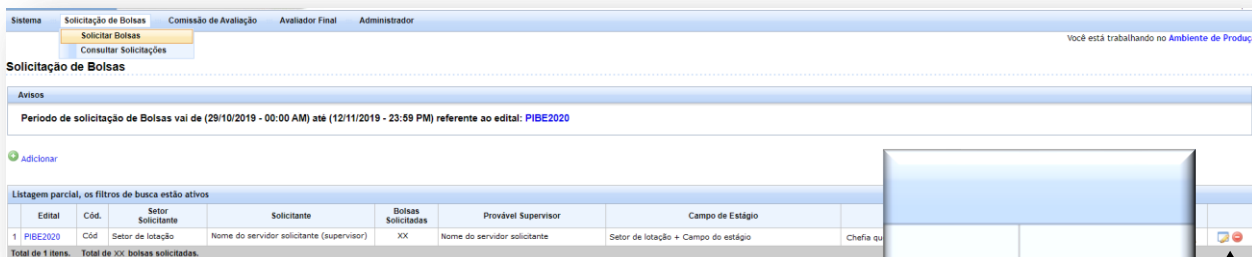 Sistema Solicitação de Bolsas Comissão de Avaliação Avaliador Final Administrador
Solicitar Bolsas
Consultar Solicitações
Você está trabalhando no Ambiente de Produç
Solicitação de Bolsas
Avisos
Periodo de solicitação de Bolsas vai de (29/10/2019 - 00:00 AM) até (12/11/2019 - 23:59 PM) referente ao edital: PIBE2020
Adicionar
Listagem parcial, os filtros de busca estão ativos
Edital Cód. Setor Solicitante Solicitante Bolsas Solicitadas Provável Supervisor Campo de Estágio
1 PIBE2020 Cód Setor de lotação Nome do servidor solicitante (supervisor) XX Nome do servidor solicitante Setor de lotação + Campo do estágio Chefia qu
Total de 1 itens. Total de XX bolsas solicitadas.